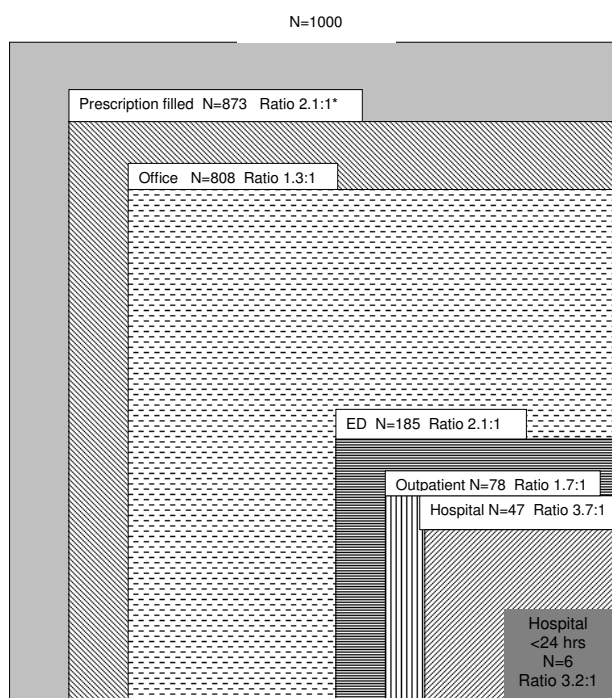 N=1000
Prescription filled N=873 Ratio 2.1:1*
Office N=808 Ratio 1.3:1
ED N=185 Ratio 2.1:1
Outpatient N=78 Ratio 1.7:1
Hospital N=47 Ratio 3.7:1
Hospital
<24 hrs
N=6
Ratio 3.2:1